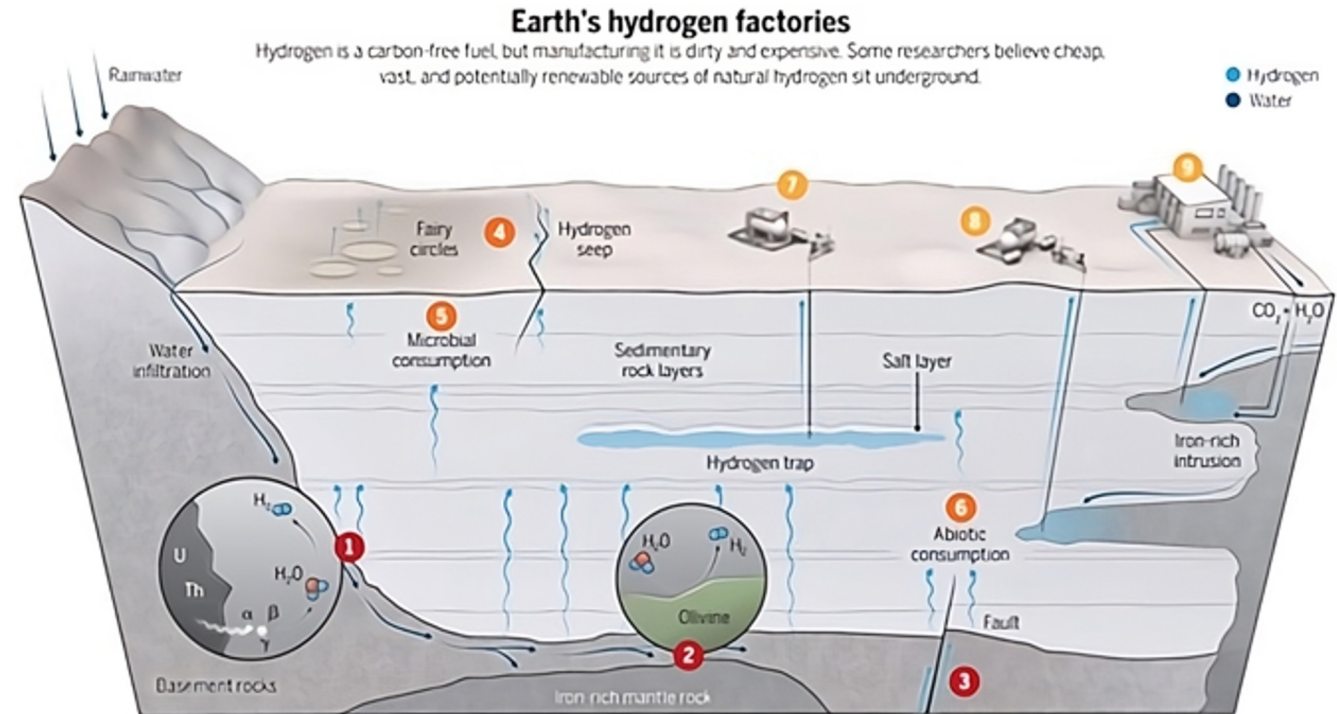 Earth's hydrogen factories
Hydrogen is a carbon-free fuel, but manufacturing it is dirty and expensive. Some researchers believe cheap,
vast, and potentially renewable sources of natural hydrogen sit underground.
Rainwater
Hydrogen
Water
9
7
8
Fairy
circles
4
Hydrogen
seep
5
Microbial
consumption
CO₂ + H₂O
Water
infiltration
Sedimentary
rock layers
Salt layer
Hydrogen trap
Iron-rich
intrusion
H₂
U
Th
H₂O
α β
γ
1
H₂O
H₂
Olivine
2
6
Abiotic
consumption
Fault
3
Basement rocks
Iron-rich mantle rock